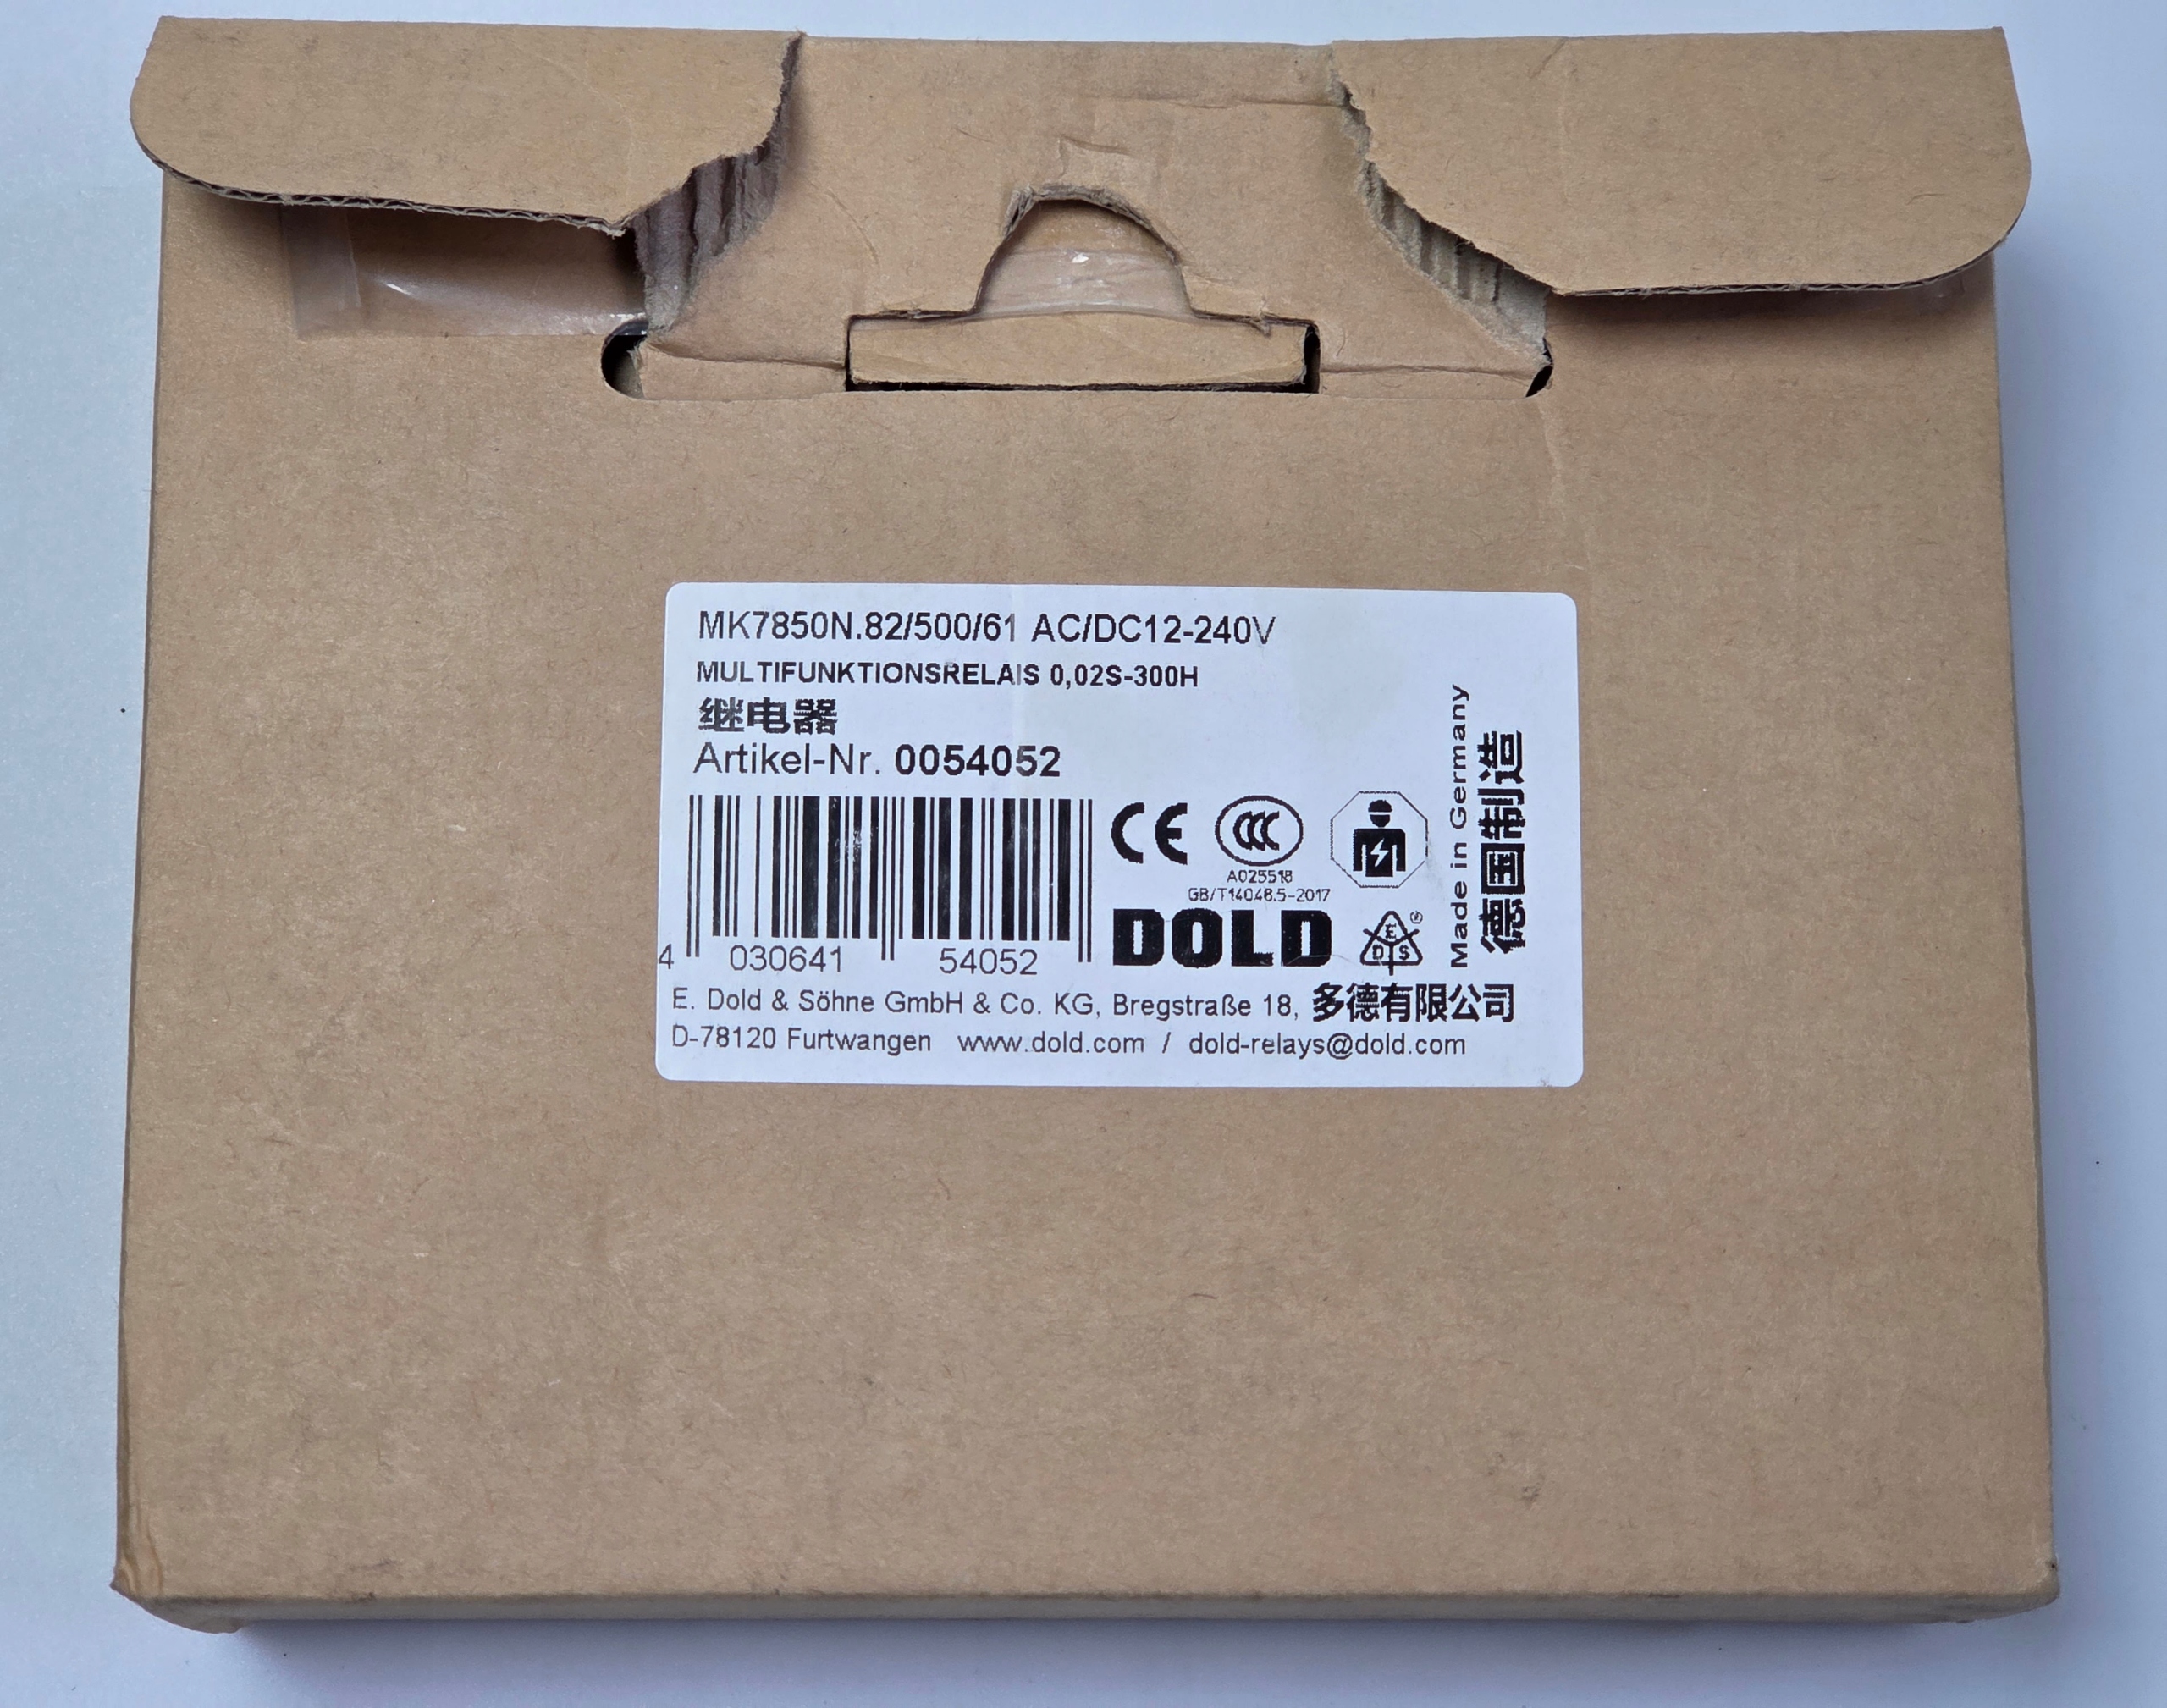 MK7850N.82/500/61 AC/DC12-240V
MULTIFUNKTIONSRELAIS 0,02S-300H
继电器
Artikel-Nr. 0054052
4 030641 54052
CE
CCC
A025518
GB/T14048.5-2017
DOLD
E
D S
®
Made in Germany
德国制造
E. Dold & Söhne GmbH & Co. KG, Bregstraße 18, 多德有限公司
D-78120 Furtwangen www.dold.com / dold-relays@dold.com